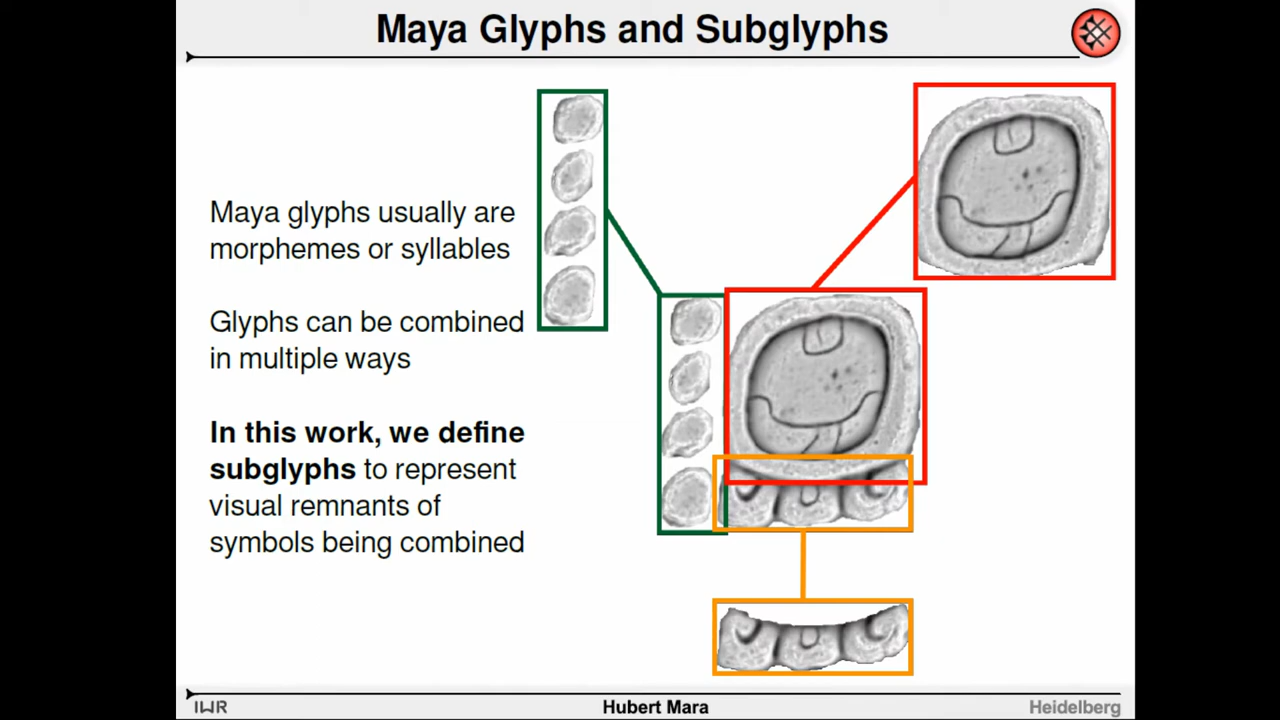 Maya Glyphs and Subglyphs
Maya glyphs usually are
morphemes or syllables
Glyphs can be combined
in multiple ways
In this work, we define
subglyphs to represent
visual remnants of
symbols being combined
IWR
Hubert Mara
Heidelberg